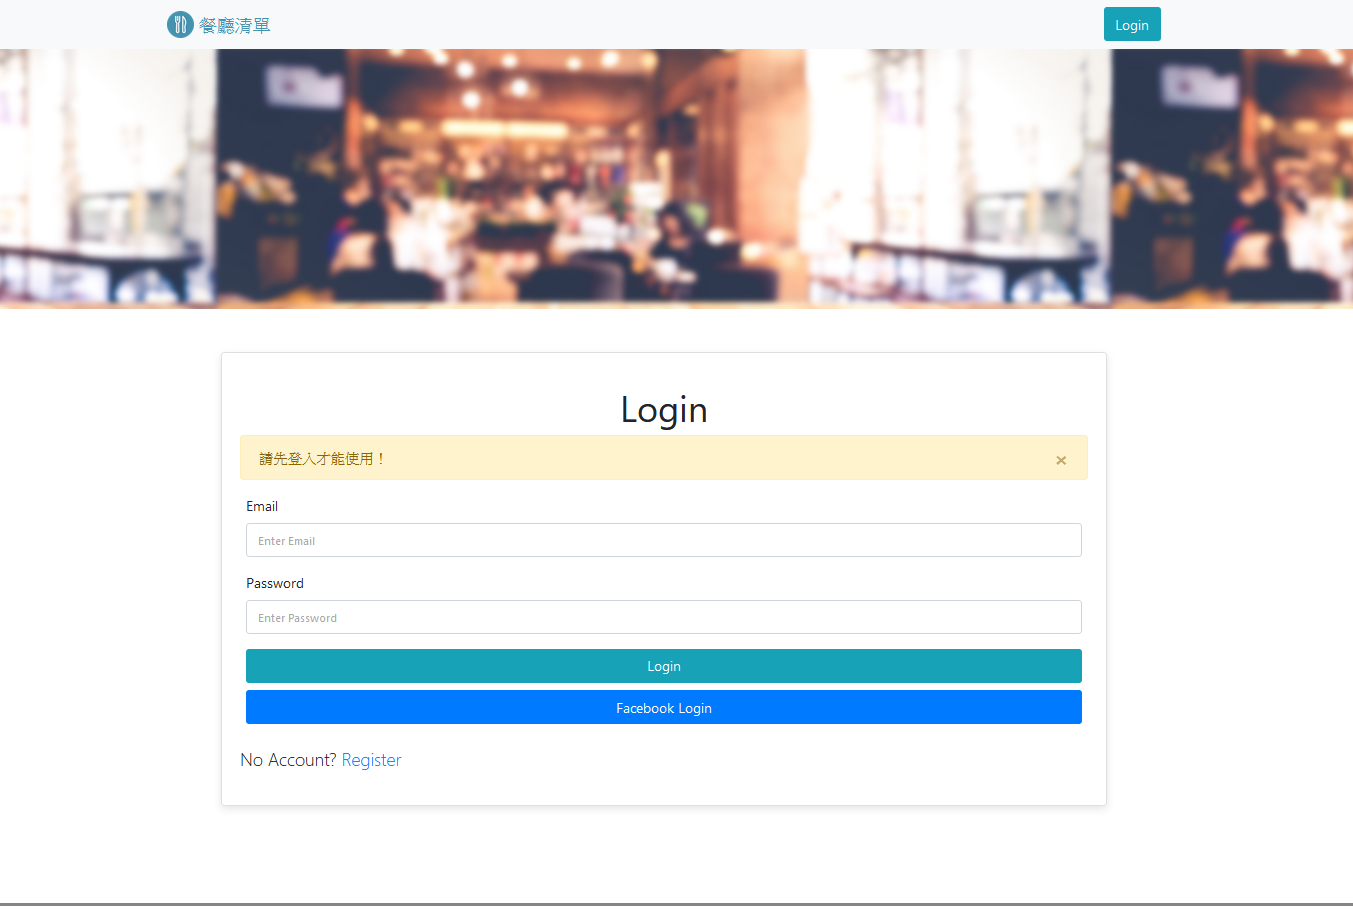 餐廳清單
Login
Login
請先登入才能使用！
×
Email
Enter Email
Password
Enter Password
Login
Facebook Login
No Account? Register